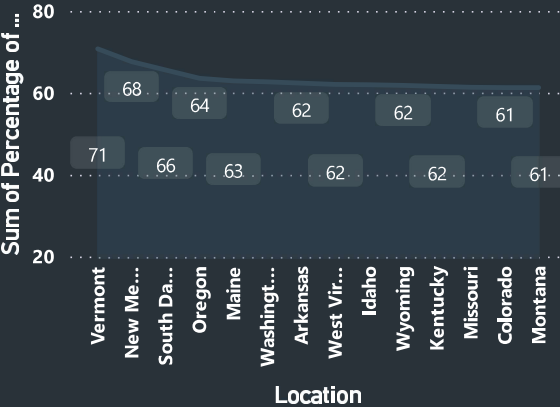 Sum of Percentage of ...
80
60
40
20
71
68
66
64
63
62
62
62
62
61
61
Vermont
New Me...
South Da...
Oregon
Maine
Washingt...
Arkansas
West Vir...
Idaho
Wyoming
Kentucky
Missouri
Colorado
Montana
Location